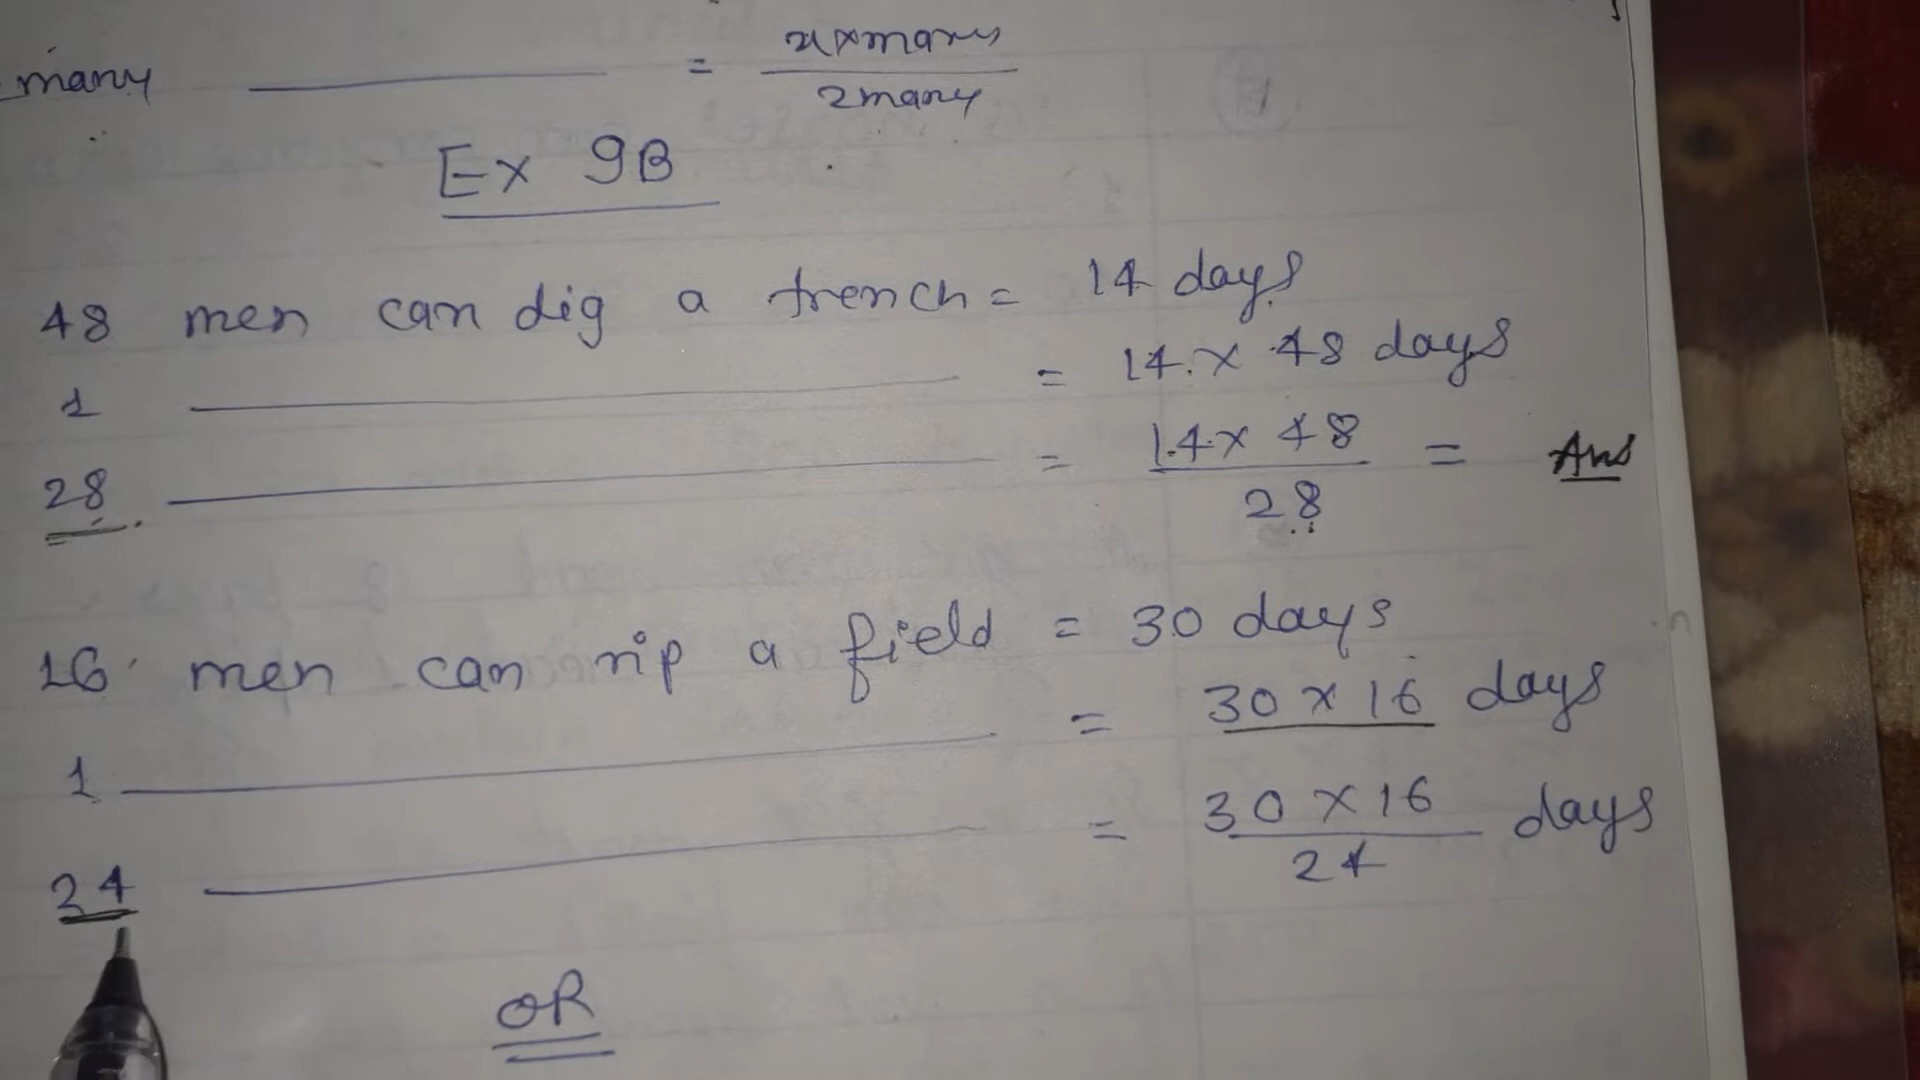 many = x×many
2many
Ex 9B
48 men can dig a trench = 14 days
1 = 14 × 48 days
28 = 14 × 48 = Ans
28
16 men can rip a field = 30 days
1 = 30 × 16 days
24 = 30 × 16 days
24
OR